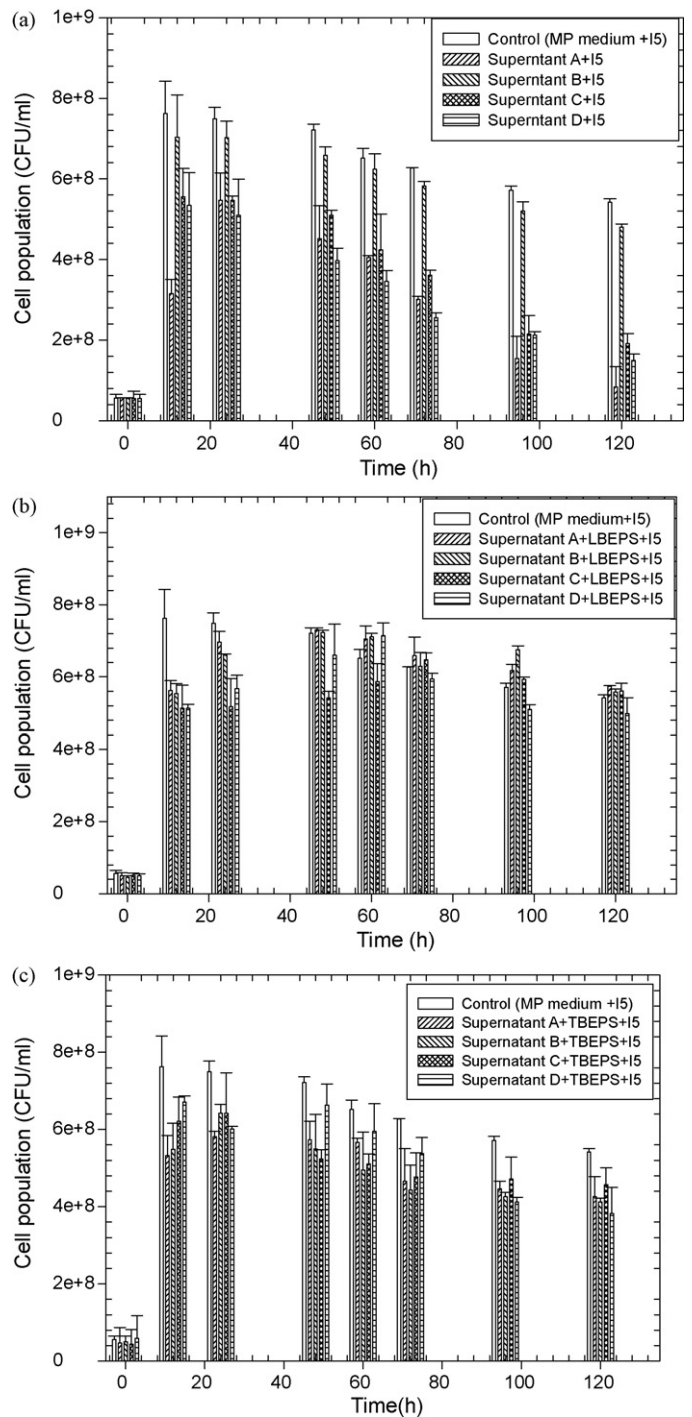 (a)
1e+9
8e+8
6e+8
4e+8
2e+8
0
Cell population (CFU/ml)
Control (MP medium +I5)
Superntant A+I5
Superntant B+I5
Superntant C+I5
Superntant D+I5
0 20 40 60 80 100 120
Time (h)
(b)
1e+9
8e+8
6e+8
4e+8
2e+8
0
Cell population (CFU/ml)
Control (MP medium+I5)
Supernatant A+LBEPS+I5
Supernatant B+LBEPS+I5
Supernatant C+LBEPS+I5
Supernatant D+LBEPS+I5
0 20 40 60 80 100 120
Time (h)
(c)
1e+9
8e+8
6e+8
4e+8
2e+8
0
Cell population (CFU/ml)
Control (MP medium +I5)
Supernatant A+TBEPS+I5
Supernatant B+TBEPS+I5
Supernatant C+TBEPS+I5
Supernatant D+TBEPS+I5
0 20 40 60 80 100 120
Time(h)